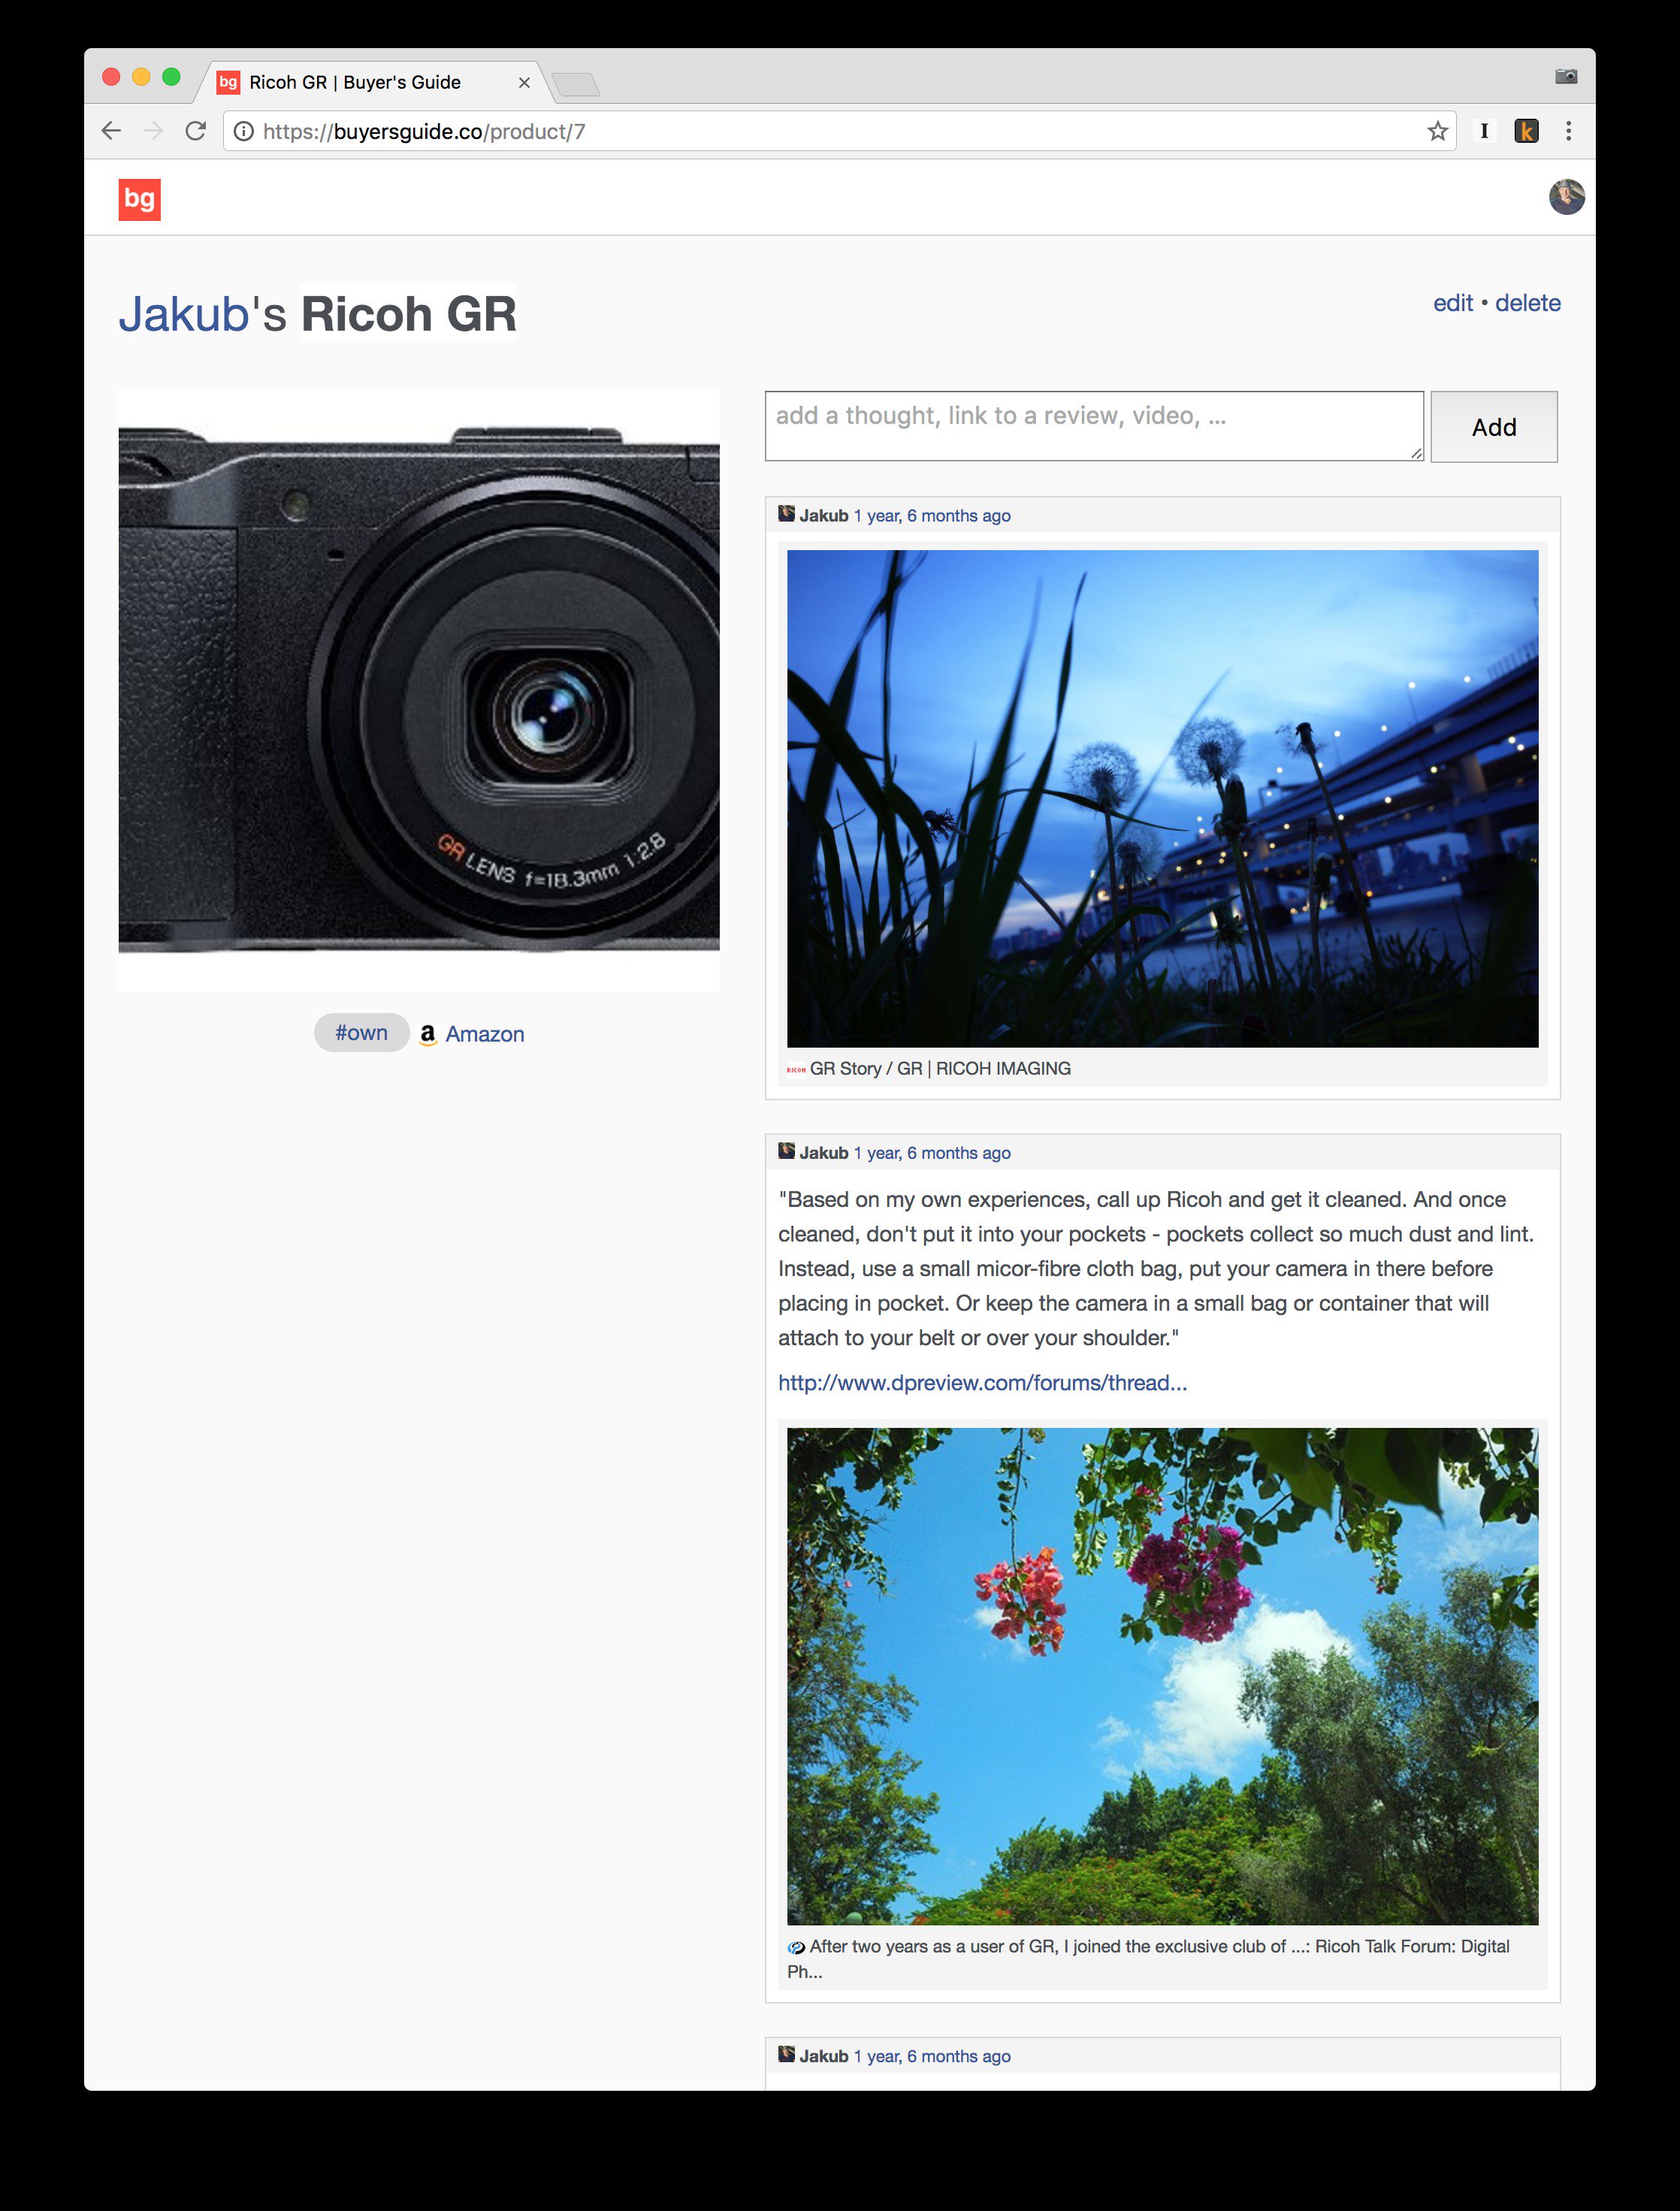 bg Ricoh GR | Buyer's Guide
https://buyersguide.co/product/7
I
k
bg
Jakub's Ricoh GR
edit • delete
GR LENS f=18.3mm 1:2.8
#own
a Amazon
add a thought, link to a review, video, ...
Add
Jakub 1 year, 6 months ago
RICOH GR Story / GR | RICOH IMAGING
Jakub 1 year, 6 months ago
"Based on my own experiences, call up Ricoh and get it cleaned. And once
cleaned, don't put it into your pockets - pockets collect so much dust and lint.
Instead, use a small micor-fibre cloth bag, put your camera in there before
placing in pocket. Or keep the camera in a small bag or container that will
attach to your belt or over your shoulder."
http://www.dpreview.com/forums/thread...
After two years as a user of GR, I joined the exclusive club of ...: Ricoh Talk Forum: Digital
Ph...
Jakub 1 year, 6 months ago